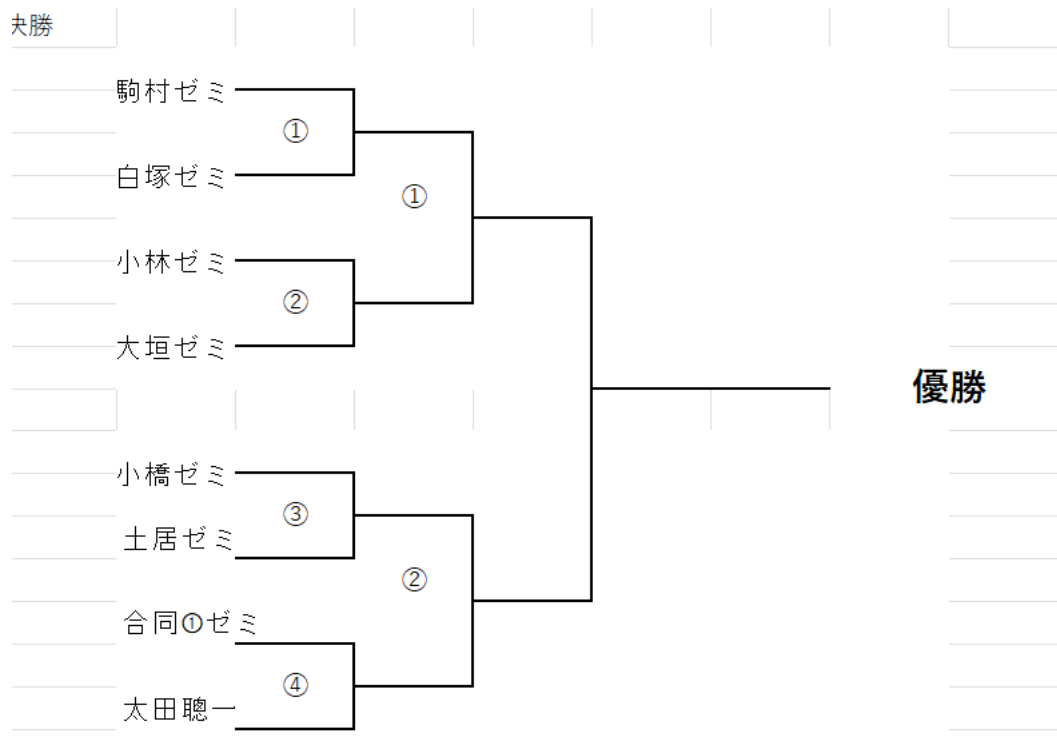 決勝
駒村ゼミ
①
白塚ゼミ
①
小林ゼミ
②
大垣ゼミ
優勝
小橋ゼミ
③
土居ゼミ
②
合同①ゼミ
④
太田聰一